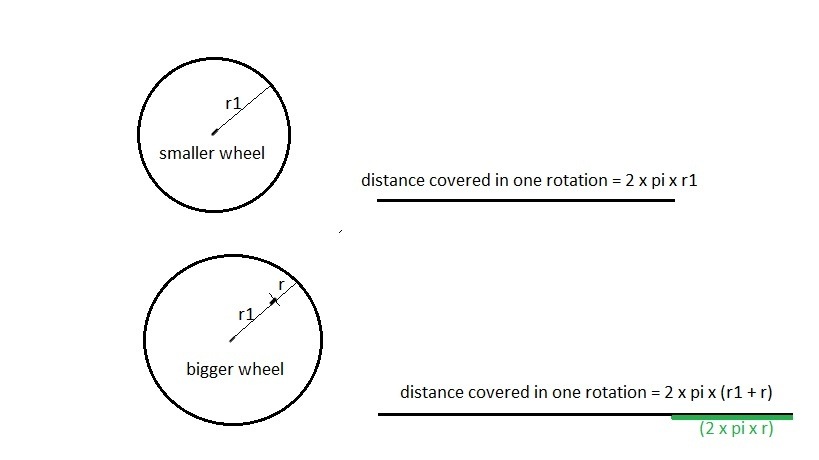 r1
smaller wheel
distance covered in one rotation = 2 x pi x r1
r
r1
bigger wheel
distance covered in one rotation = 2 x pi x (r1 + r)
(2 x pi x r)